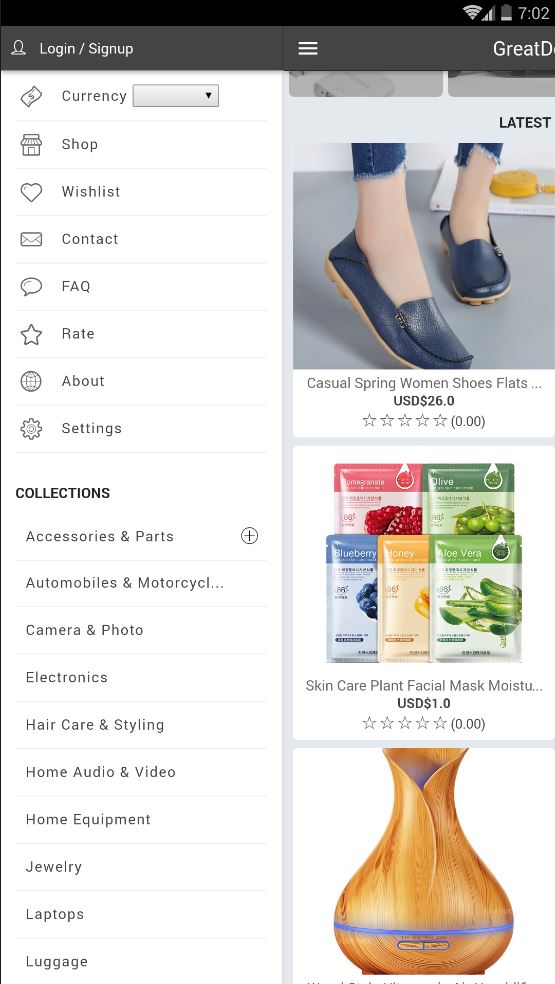 7:02
Login / Signup
GreatD
Currency
Shop
Wishlist
Contact
FAQ
Rate
About
Settings
COLLECTIONS
Accessories & Parts
Automobiles & Motorcycl...
Camera & Photo
Electronics
Hair Care & Styling
Home Audio & Video
Home Equipment
Jewelry
Laptops
Luggage
LATEST
Casual Spring Women Shoes Flats ...
USD$26.0
(0.00)
Pomegranate
Olive
Blueberry
Honey
Aloe Vera
Skin Care Plant Facial Mask Moistu...
USD$1.0
(0.00)